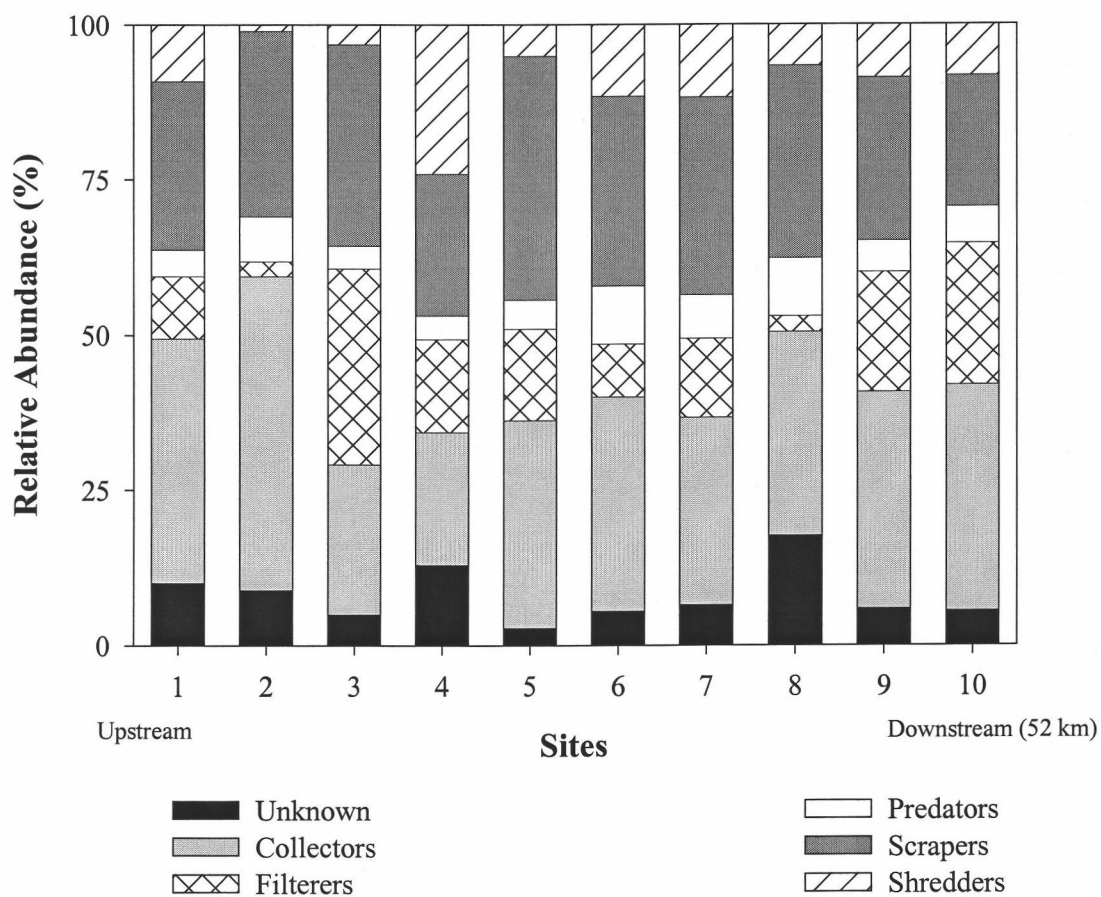 Relative Abundance (%)
100
75
50
25
0
1 2 3 4 5 6 7 8 9 10
Upstream
Downstream (52 km)
Sites
Unknown
Collectors
Filterers
Predators
Scrapers
Shredders